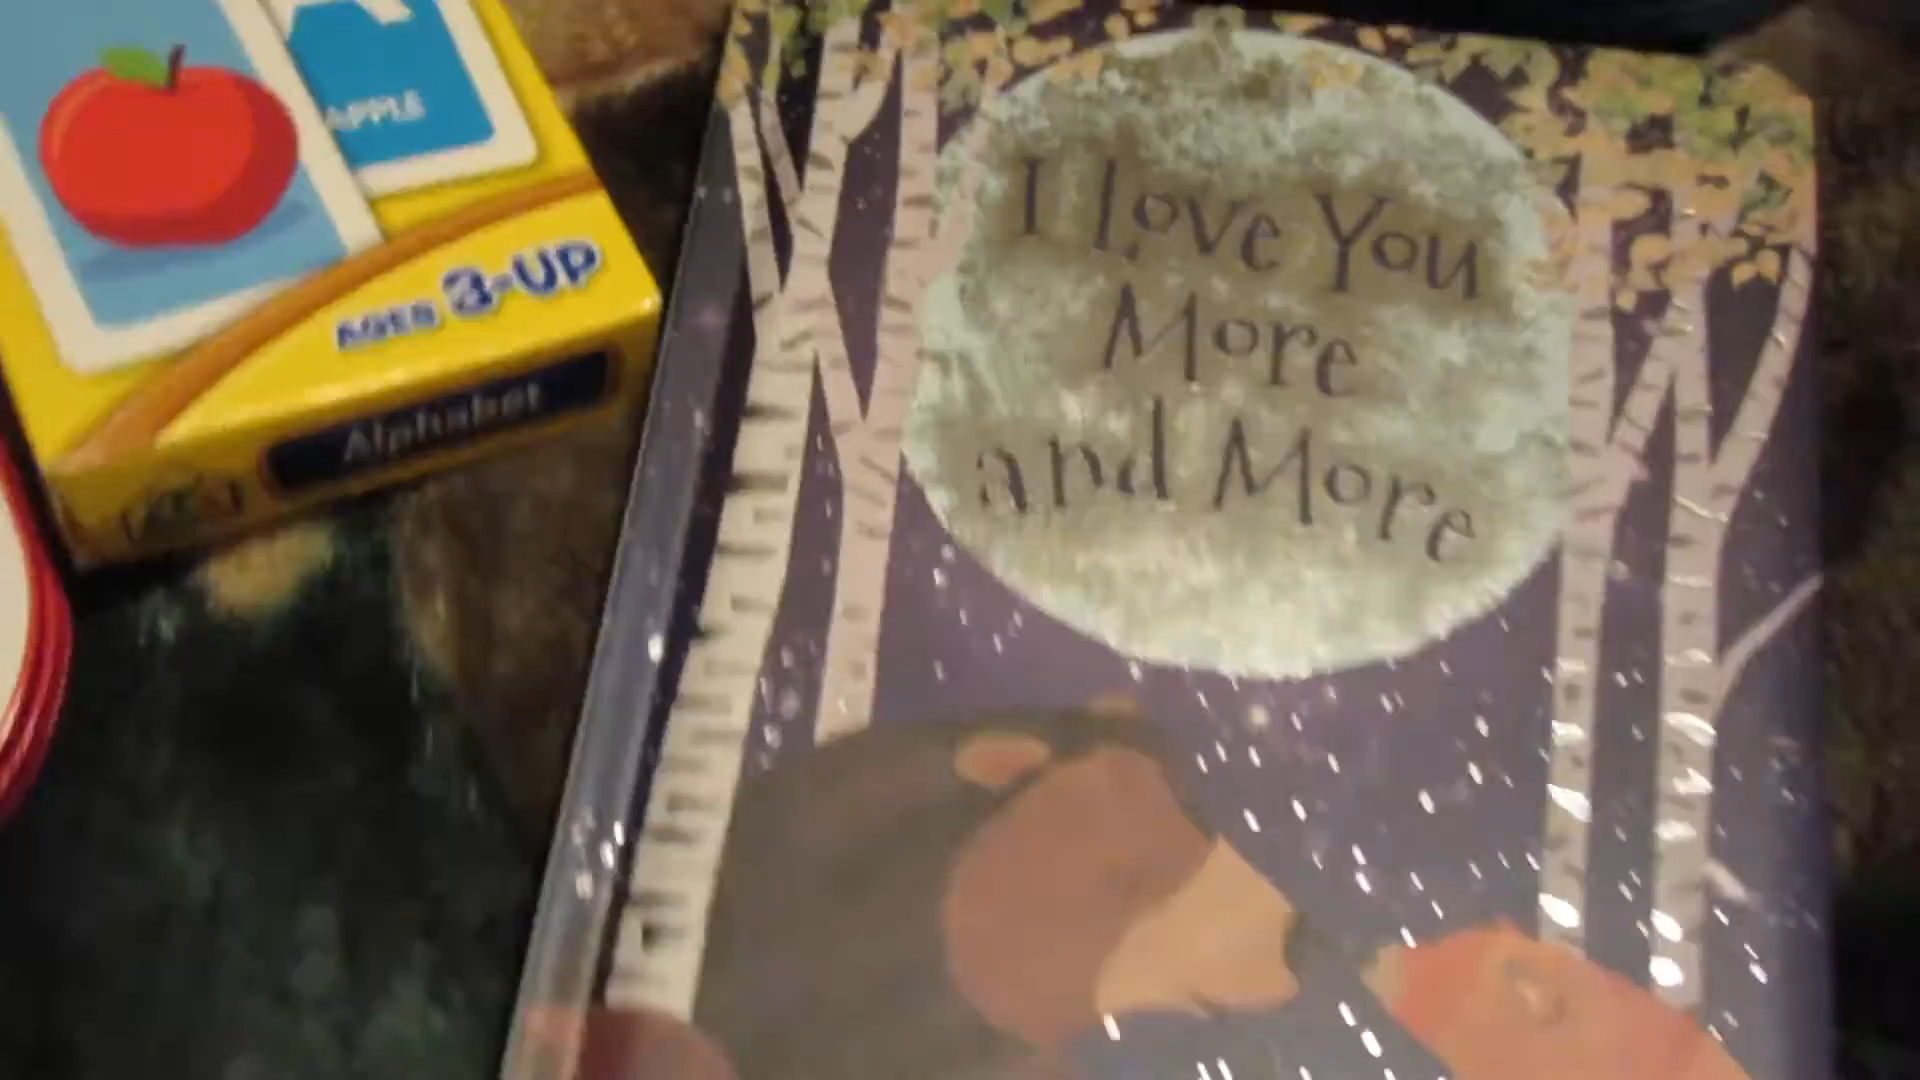 APPLE
AGES 3-UP
Alphabet
I love You
More
and More